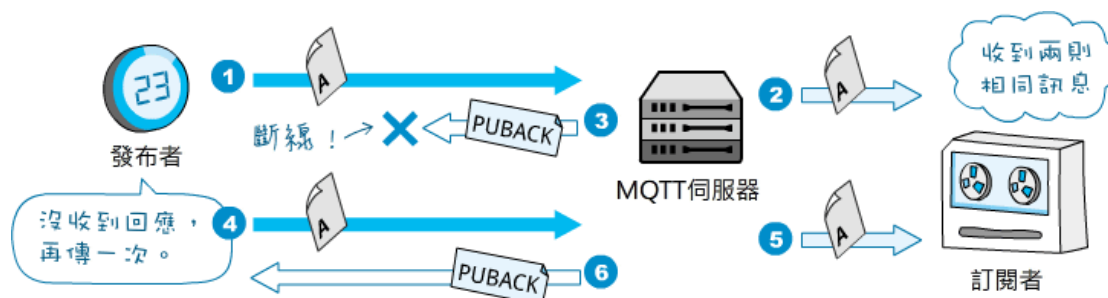 23
發布者
1
A
斷線！
PUBACK
3
MQTT伺服器
2
A
收到兩則
相同訊息
沒收到回應，
再傳一次。
4
A
PUBACK
6
5
A
訂閱者